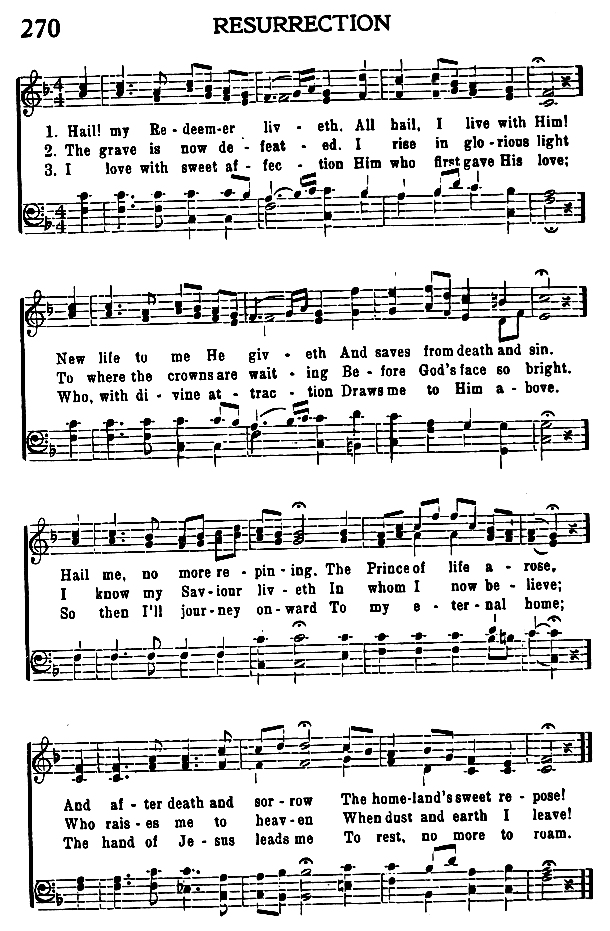 270 RESURRECTION
1. Hail! my Re - deem - er liv - eth. All hail, I live with Him!
2. The grave is now de - feat - ed. I rise in glo - rious light
3. I love with sweet af - fec - tion Him who first gave His love;
New life to me He giv - eth And saves from death and sin.
To where the crowns are wait - ing Be - fore God's face so bright.
Who, with di - vine at - trac - tion Draws me to Him a - bove.
Hail me, no more re - pin - ing. The Prince of life a - rose,
I know my Sav - iour liv - eth In whom I now be - lieve;
So then I'll jour - ney on - ward To my e - ter - nal home;
And af - ter death and sor - row The home - land's sweet re - pose!
Who rais - es me to heav - en When dust and earth I leave!
The hand of Je - sus leads me To rest, no more to roam.